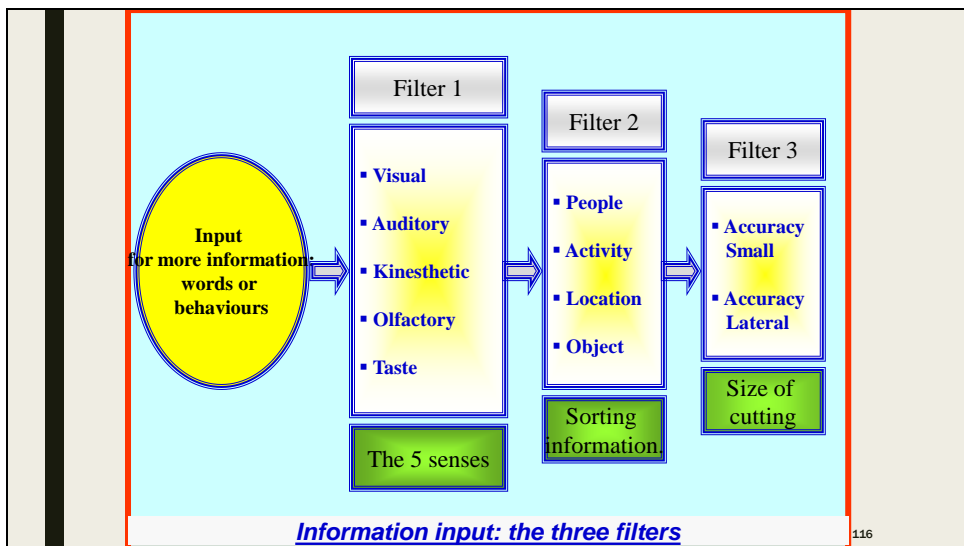 Input
for more information:
words or
behaviours
Filter 1
▪ Visual
▪ Auditory
▪ Kinesthetic
▪ Olfactory
▪ Taste
The 5 senses
Filter 2
▪ People
▪ Activity
▪ Location
▪ Object
Sorting
information.
Filter 3
▪ Accuracy
Small
▪ Accuracy
Lateral
Size of
cutting
Information input: the three filters
116